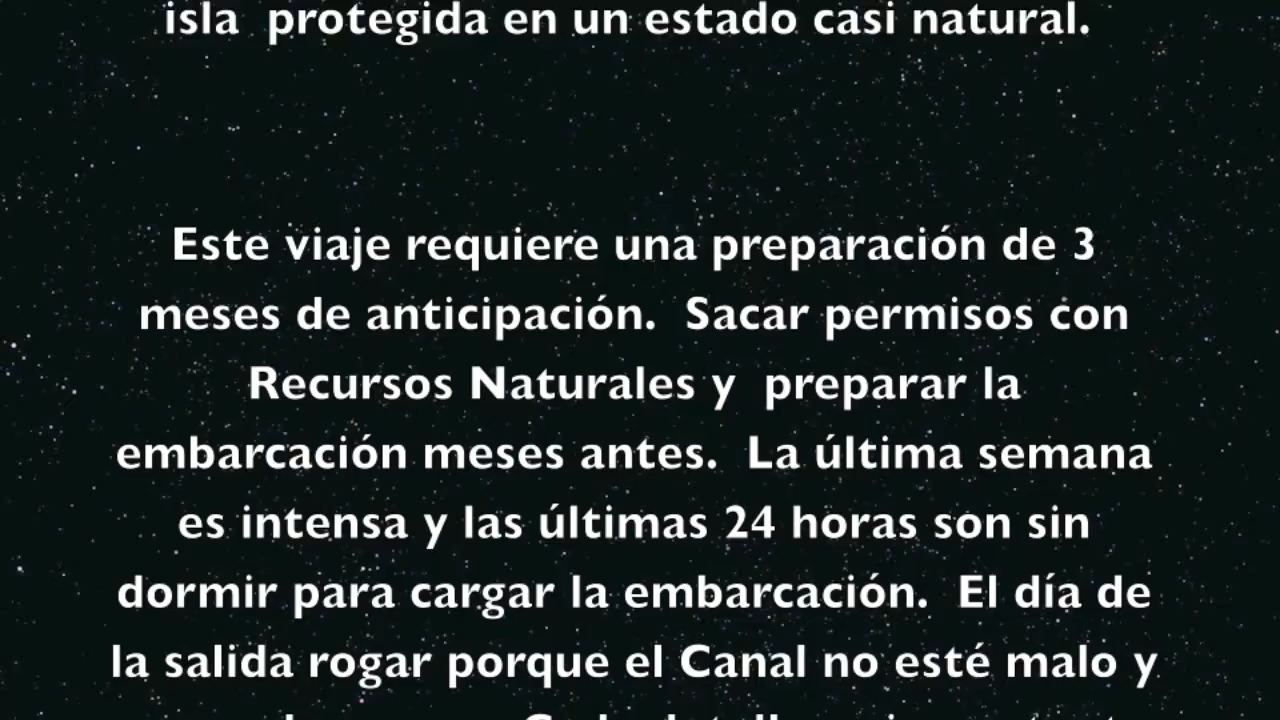 isla  protegida en un estado casi natural.
Este viaje requiere una preparación de 3
meses de anticipación.  Sacar permisos con
Recursos Naturales y  preparar la
embarcación meses antes.  La última semana
es intensa y las últimas 24 horas son sin
dormir para cargar la embarcación.  El día de
la salida rogar porque el Canal no esté malo y